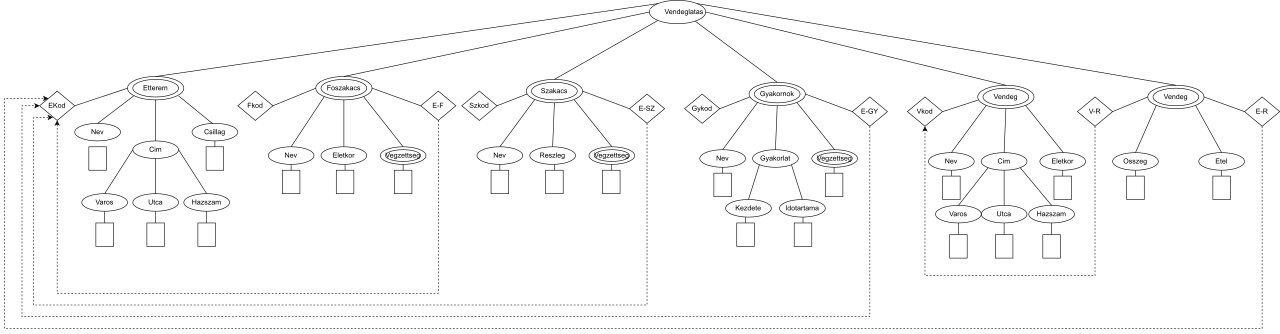 Vendeglatas
Etterem
Foszakacs
Szakacs
Gyakornok
Vendeg
Vendeg
EKod
Fkod
E-F
Szkod
E-SZ
Gykod
E-GY
Vkod
V-R
E-R
Nev
Csillag
Cim
Nev
Eletkor
Vegzettseg
Nev
Reszleg
Vegzettseg
Nev
Gyakorlat
Vegzettseg
Nev
Cim
Eletkor
Osszeg
Etel
Varos
Utca
Hazszam
Kezdete
Idotartama
Varos
Utca
Hazszam